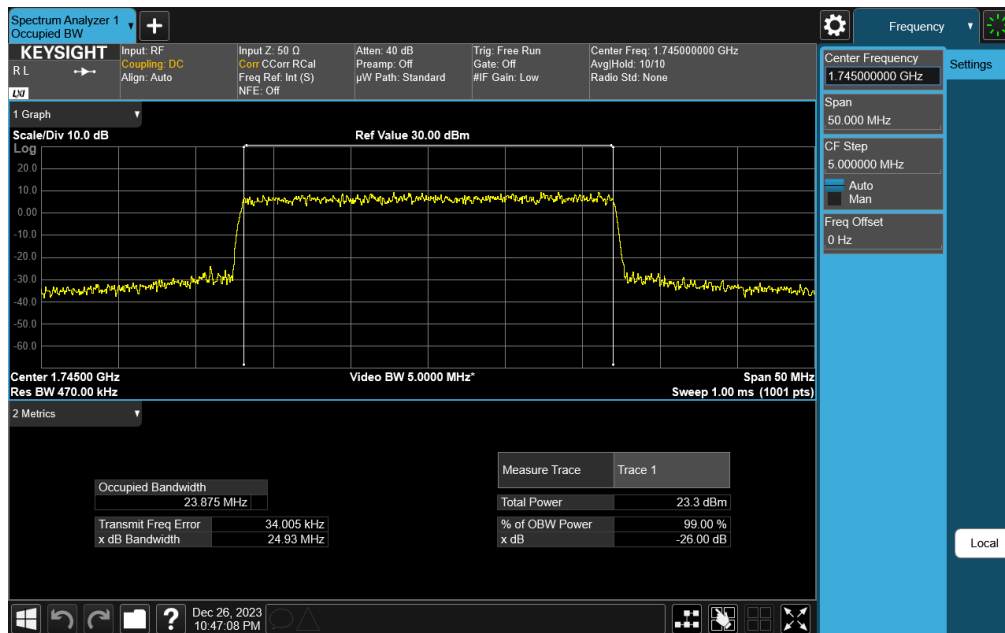 Spectrum Analyzer 1
Occupied BW
Frequency
KEYSIGHT
R L
LXI
Input: RF
Coupling: DC
Align: Auto
Input Z: 50 Ω
Corr CCorr RCal
Freq Ref: Int (S)
NFE: Off
Atten: 40 dB
Preamp: Off
µW Path: Standard
Trig: Free Run
Gate: Off
#IF Gain: Low
Center Freq: 1.745000000 GHz
Avg|Hold: 10/10
Radio Std: None
Center Frequency
1.745000000 GHz
Settings
Span
50.000 MHz
CF Step
5.000000 MHz
Auto
Man
Freq Offset
0 Hz
Local
1 Graph
Scale/Div 10.0 dB
Ref Value 30.00 dBm
Log
20.0
10.0
0.00
-10.0
-20.0
-30.0
-40.0
-50.0
-60.0
Center 1.74500 GHz
Video BW 5.0000 MHz*
Span 50 MHz
Res BW 470.00 kHz
Sweep 1.00 ms (1001 pts)
2 Metrics
Occupied Bandwidth
23.875 MHz
Transmit Freq Error 34.005 kHz
x dB Bandwidth 24.93 MHz
Measure Trace Trace 1
Total Power 23.3 dBm
% of OBW Power 99.00 %
x dB -26.00 dB
?
Dec 26, 2023
10:47:08 PM